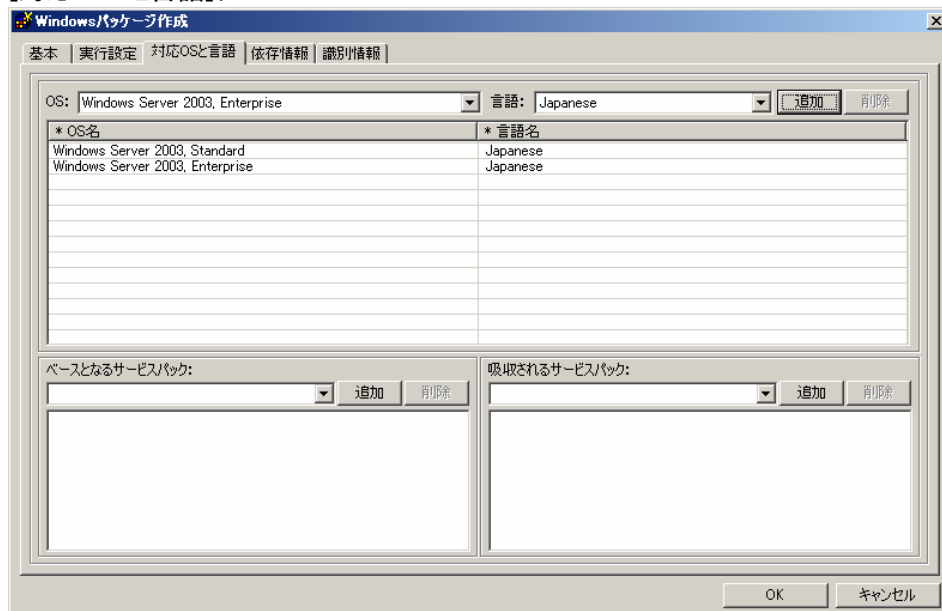 Windowsパッケージ作成
基本 実行設定 対応OSと言語 依存情報 識別情報
OS: Windows Server 2003, Enterprise 言語: Japanese 追加 削除
* OS名 * 言語名
Windows Server 2003, Standard Japanese
Windows Server 2003, Enterprise Japanese
ベースとなるサービスパック: 吸収されるサービスパック:
追加 削除 追加 削除
OK キャンセル